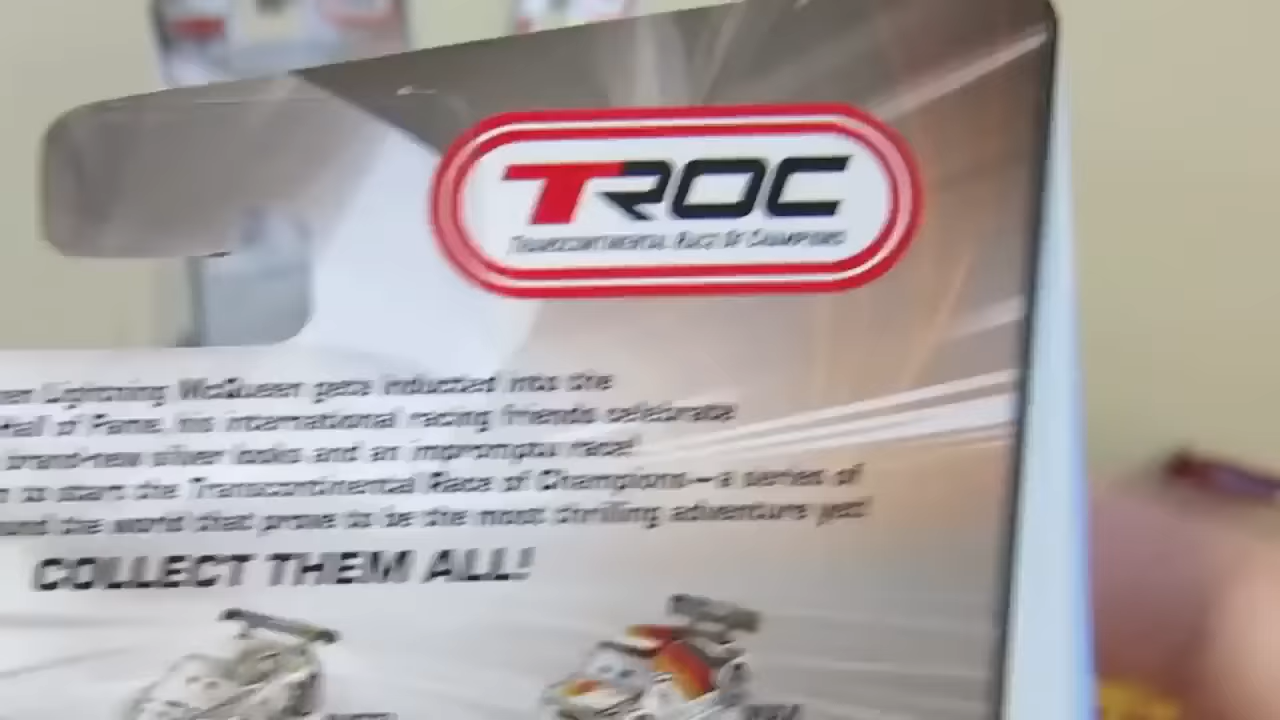 TROC
TRANSCONTINENTAL RACE OF CHAMPIONS
Lightning McQueen gets inducted into the
Hall of Fame, his international racing friends celebrate
brand-new silver looks and an impromptu race!
to start the Transcontinental Race of Champions—a series of
the world that prove to be the most thrilling adventure yet!
COLLECT THEM ALL!